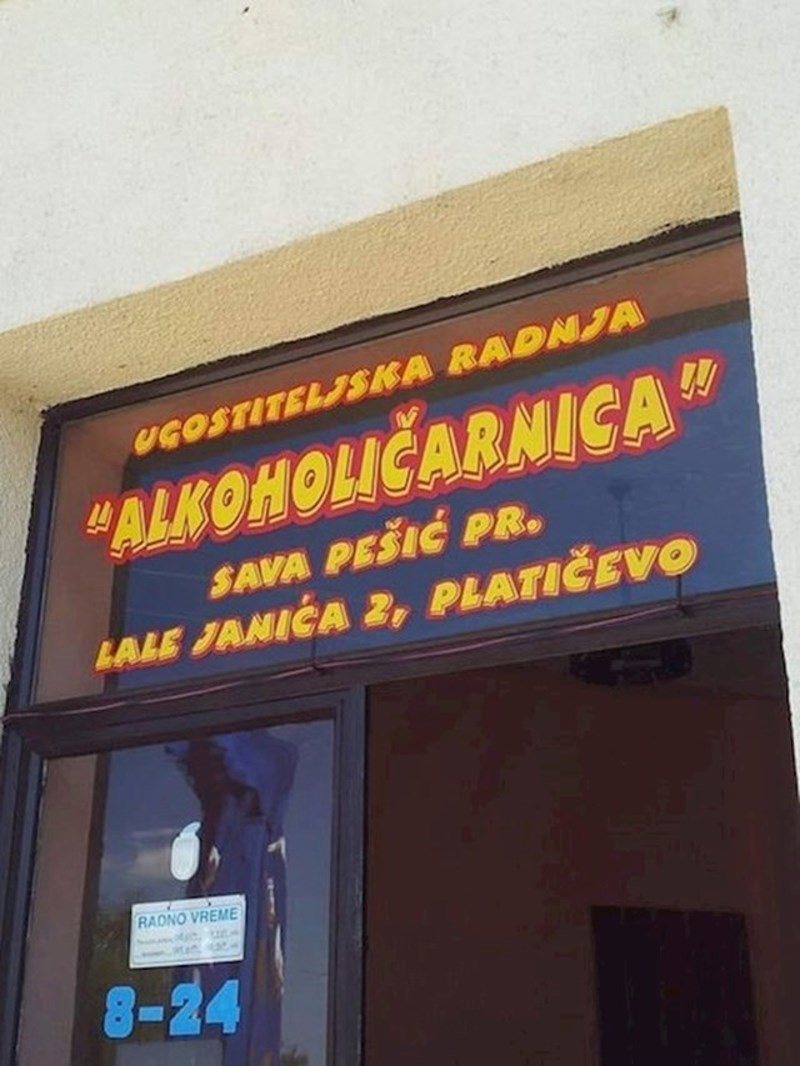 UGOSTITELJSKA RADNJA
"ALKOHOLIČARNICA"
SAVA PEŠIĆ PR.
LALE JANIĆA 2, PLATIČEVO
RADNO VREME
8-24